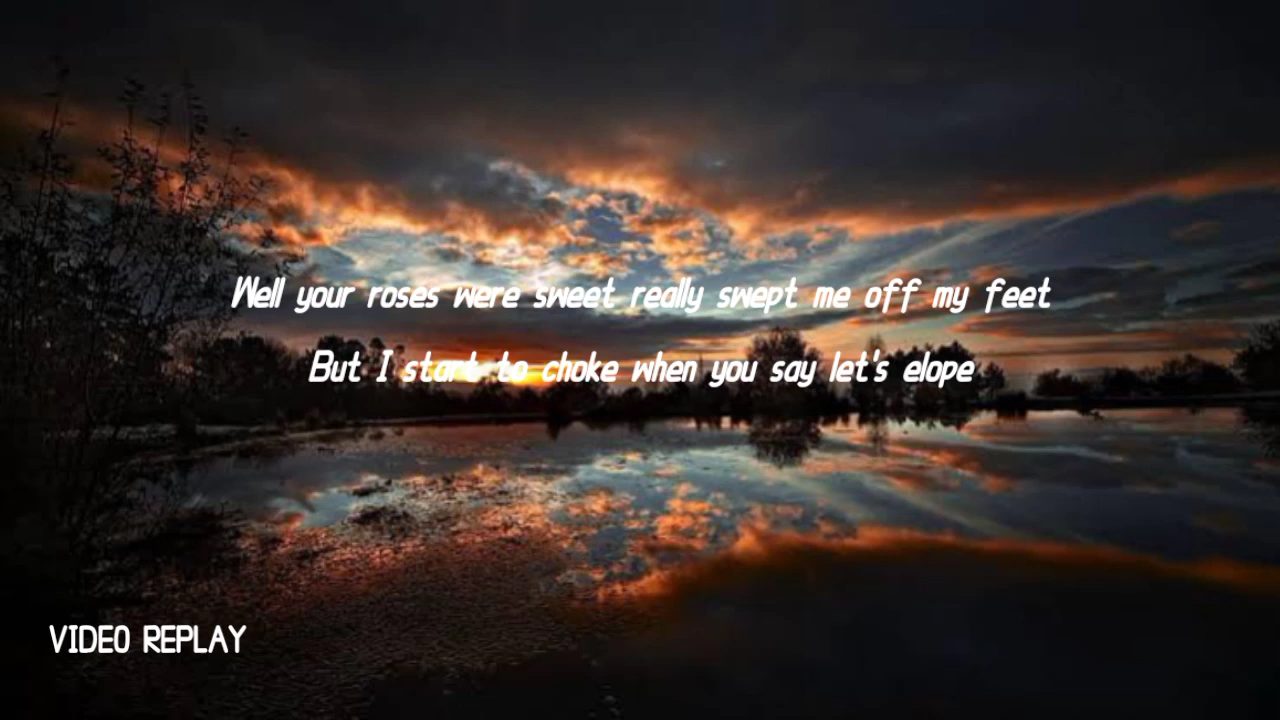 Well your roses were sweet really swept me off my feet
But I start to choke when you say let's elope
VIDEO REPLAY